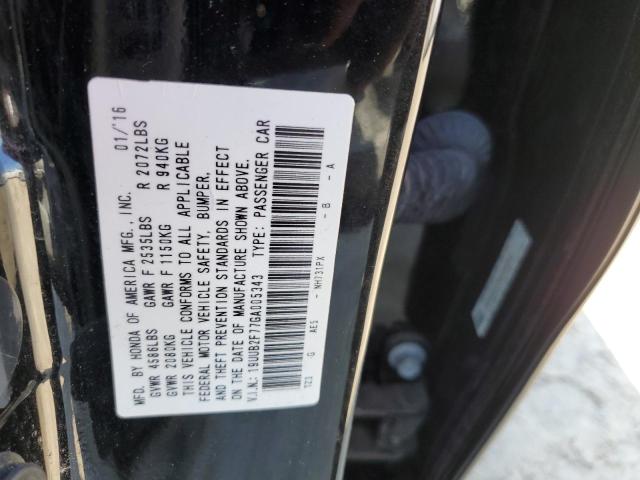 MFD. BY HONDA OF AMERICA MFG., INC. 01/'16
GVWR 4586LBS GAWR F 2535LBS R 2072LBS
GVWR 2080KG GAWR F 1150KG R 940KG
THIS VEHICLE CONFORMS TO ALL APPLICABLE
FEDERAL MOTOR VEHICLE SAFETY, BUMPER,
AND THEFT PREVENTION STANDARDS IN EFFECT
ON THE DATE OF MANUFACTURE SHOWN ABOVE.
V.I.N.: 19UUB2F77GA005343 TYPE: PASSENGER CAR
TZ3 G AE5 - NH731PX - B - A